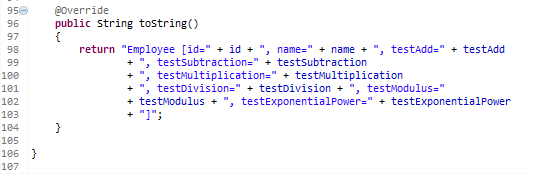 95 @Override
96 public String toString()
97 {
98 return "Employee [id=" + id + ", name=" + name + ", testAdd=" + testAdd
99 + ", testSubtraction=" + testSubtraction
100 + ", testMultiplication=" + testMultiplication
101 + ", testDivision=" + testDivision + ", testModulus="
102 + testModulus + ", testExponentialPower=" + testExponentialPower
103 + "]";
104 }
105
106 }
107